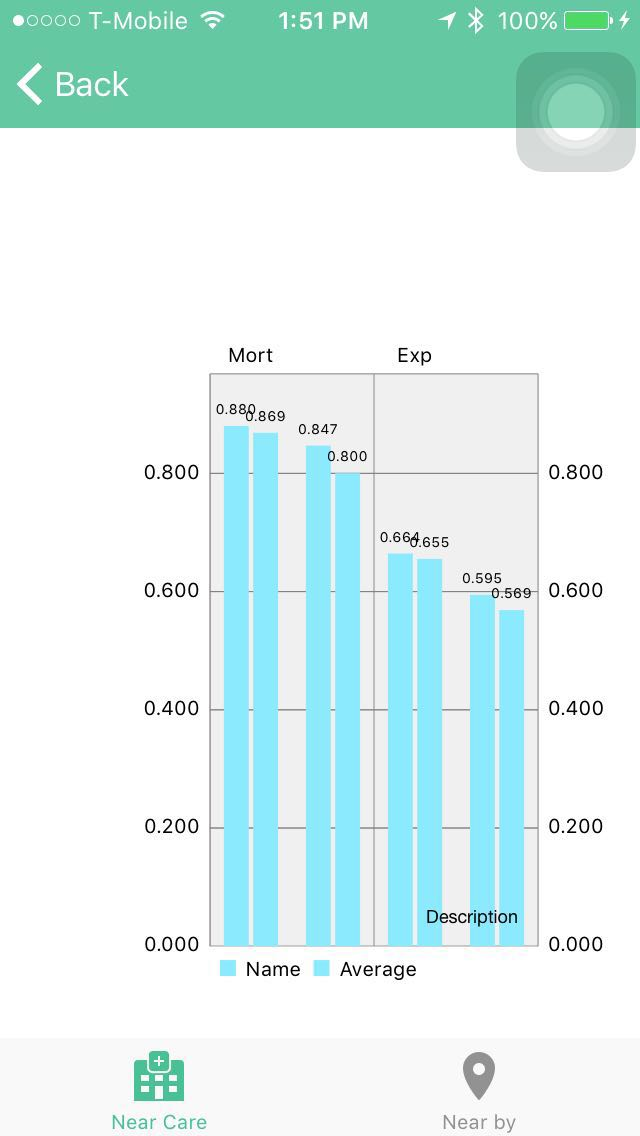 T-Mobile 1:51 PM 100%
Back
Mort Exp
0.880 0.869 0.847 0.800 0.664 0.655 0.595 0.569
0.800 0.800
0.600 0.600
0.400 0.400
0.200 0.200
Description
0.000 0.000
Name Average
Near Care Near by